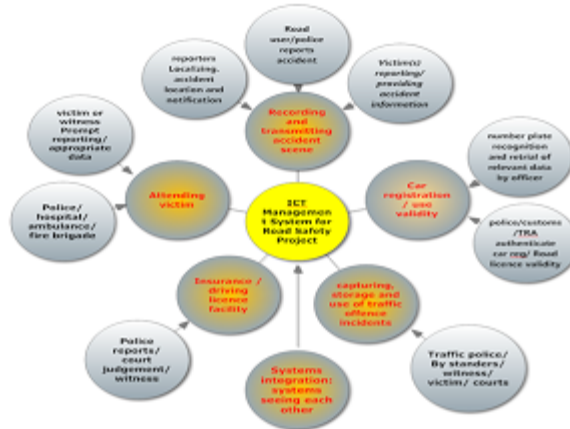 Road
user/police
reports
accident
reporters
Localizing,
accident
location and
notification
Victim(s)
reporting/
providing
accident
information
Recording
and
transmitting
accident
scene
victim or
witness
Prompt
reporting/
appropriate
data
number plate
recognition
and retrial of
relevant data
by officer
Attending
victim
Car
registration
/ use
validity
Police/
hospital/
ambulance/
fire brigade
ICT
Managemen
t System for
Road Safety
Project
police/customs
/TRA
authenticate
car reg/ Road
licence validity
Insurance /
driving
licence
facility
capturing,
storage and
use of traffic
offence
incidents
Police
reports/
court
judgement/
witness
Traffic police/
By standers/
witness/
victim/ courts
Systems
integration:
systems
seeing each
other